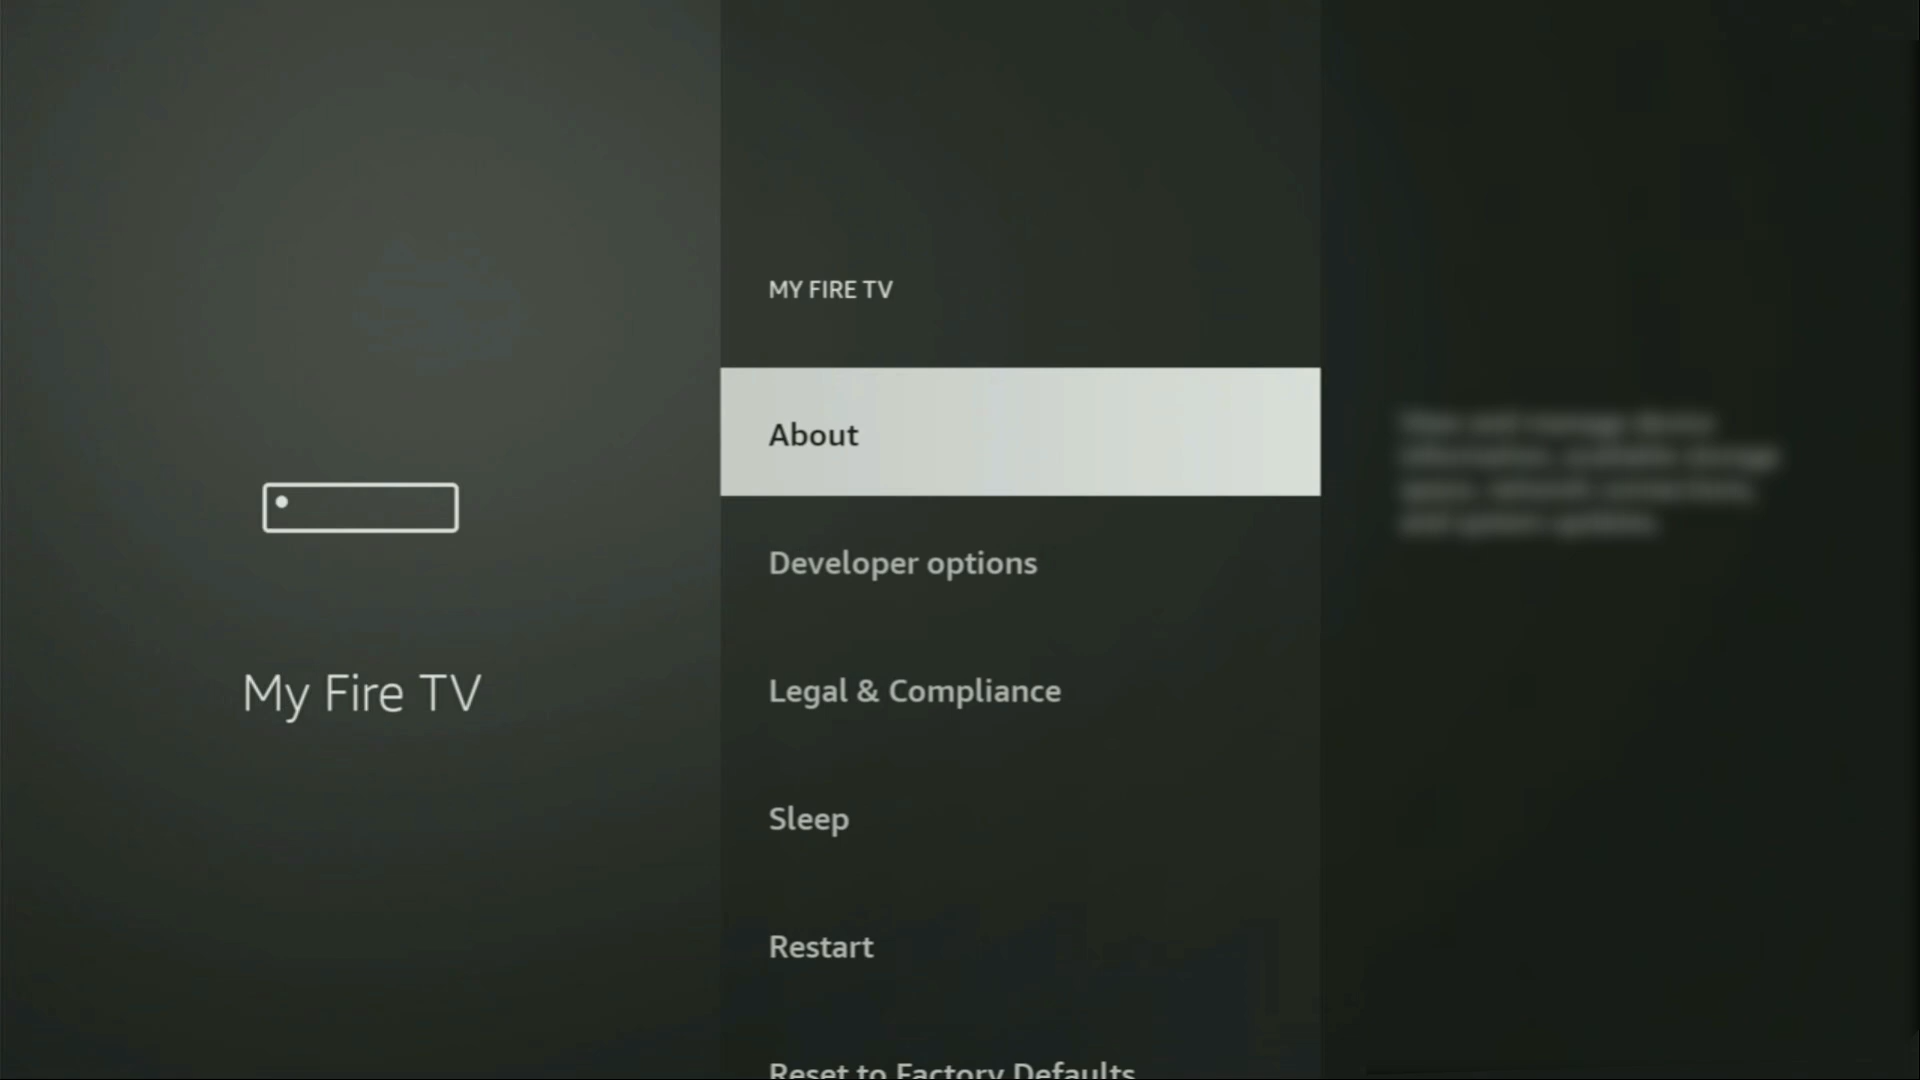 MY FIRE TV
About
Developer options
Legal & Compliance
My Fire TV
Sleep
Restart
Reset to Factory Defaults